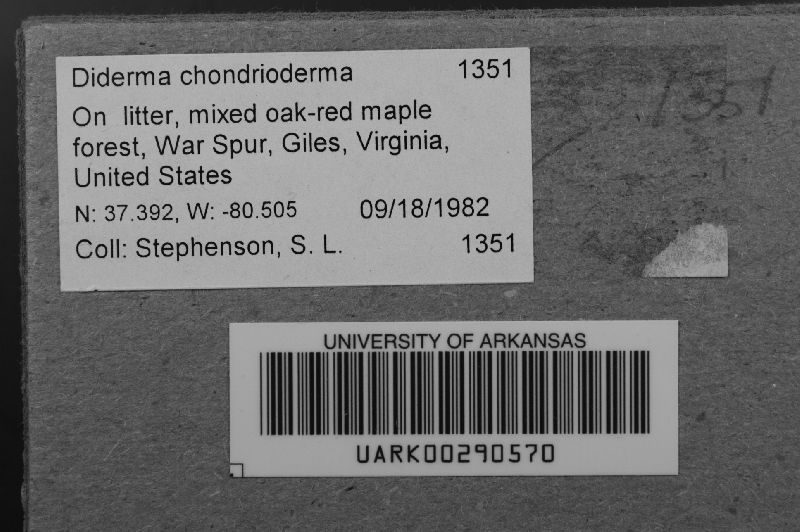 Diderma chondrioderma 1351
On litter, mixed oak-red maple
forest, War Spur, Giles, Virginia,
United States
N: 37.392, W: -80.505 09/18/1982
Coll: Stephenson, S. L. 1351
1351
UNIVERSITY OF ARKANSAS
UARK00290570